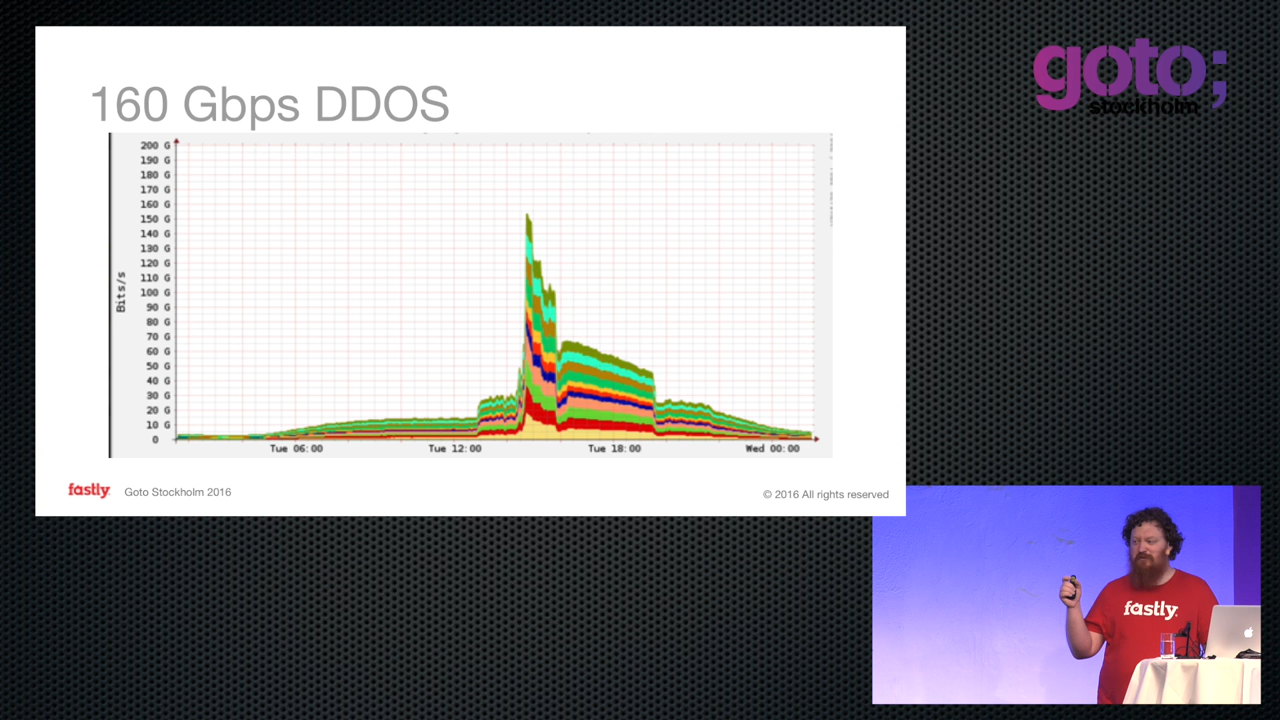 160 Gbps DDOS
200 G
190 G
180 G
170 G
160 G
150 G
140 G
130 G
120 G
110 G
100 G
90 G
80 G
70 G
60 G
50 G
40 G
30 G
20 G
10 G
0
Bits/s
Tue 06:00
Tue 12:00
Tue 18:00
Wed 00:00
fastly
Goto Stockholm 2016
© 2016 All rights reserved
goto;
stockholm
fastly